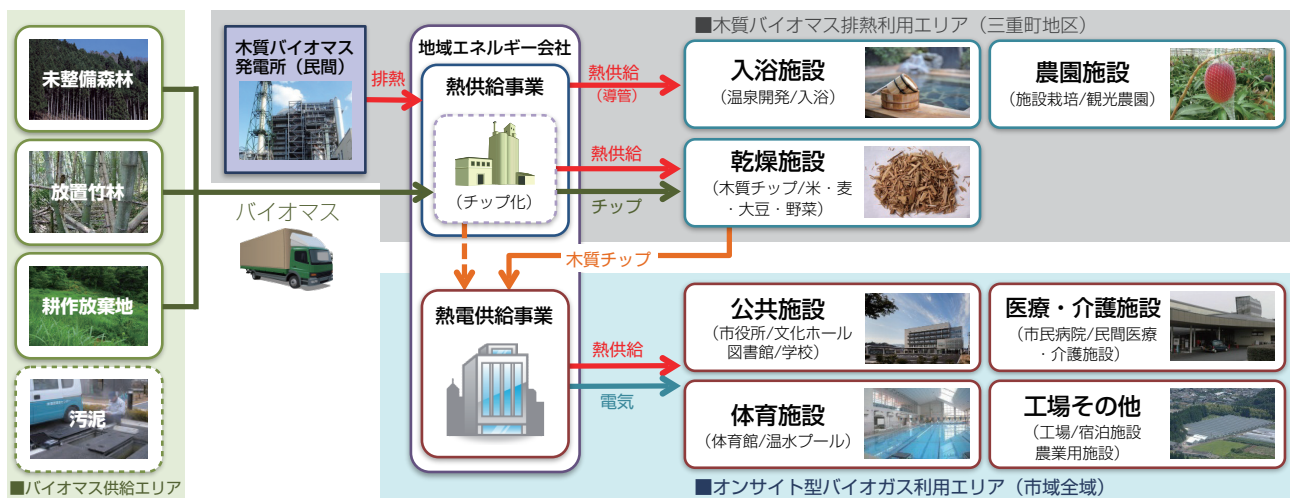 ■木質バイオマス排熱利用エリア（三重町地区）
未整備森林
放置竹林
耕作放棄地
汚泥
■バイオマス供給エリア
木質バイオマス
発電所（民間）
排熱
バイオマス
地域エネルギー会社
熱供給事業
（チップ化）
熱供給
（導管）
熱供給
チップ
入浴施設
（温泉開発/入浴）
農園施設
（施設栽培/観光農園）
乾燥施設
（木質チップ/米・麦
・大豆・野菜）
木質チップ
熱電供給事業
熱供給
電気
公共施設
（市役所/文化ホール
図書館/学校）
医療・介護施設
（市民病院/民間医療
・介護施設）
体育施設
（体育館/温水プール）
工場その他
（工場/宿泊施設
農業用施設）
■オンサイト型バイオガス利用エリア（市域全域）